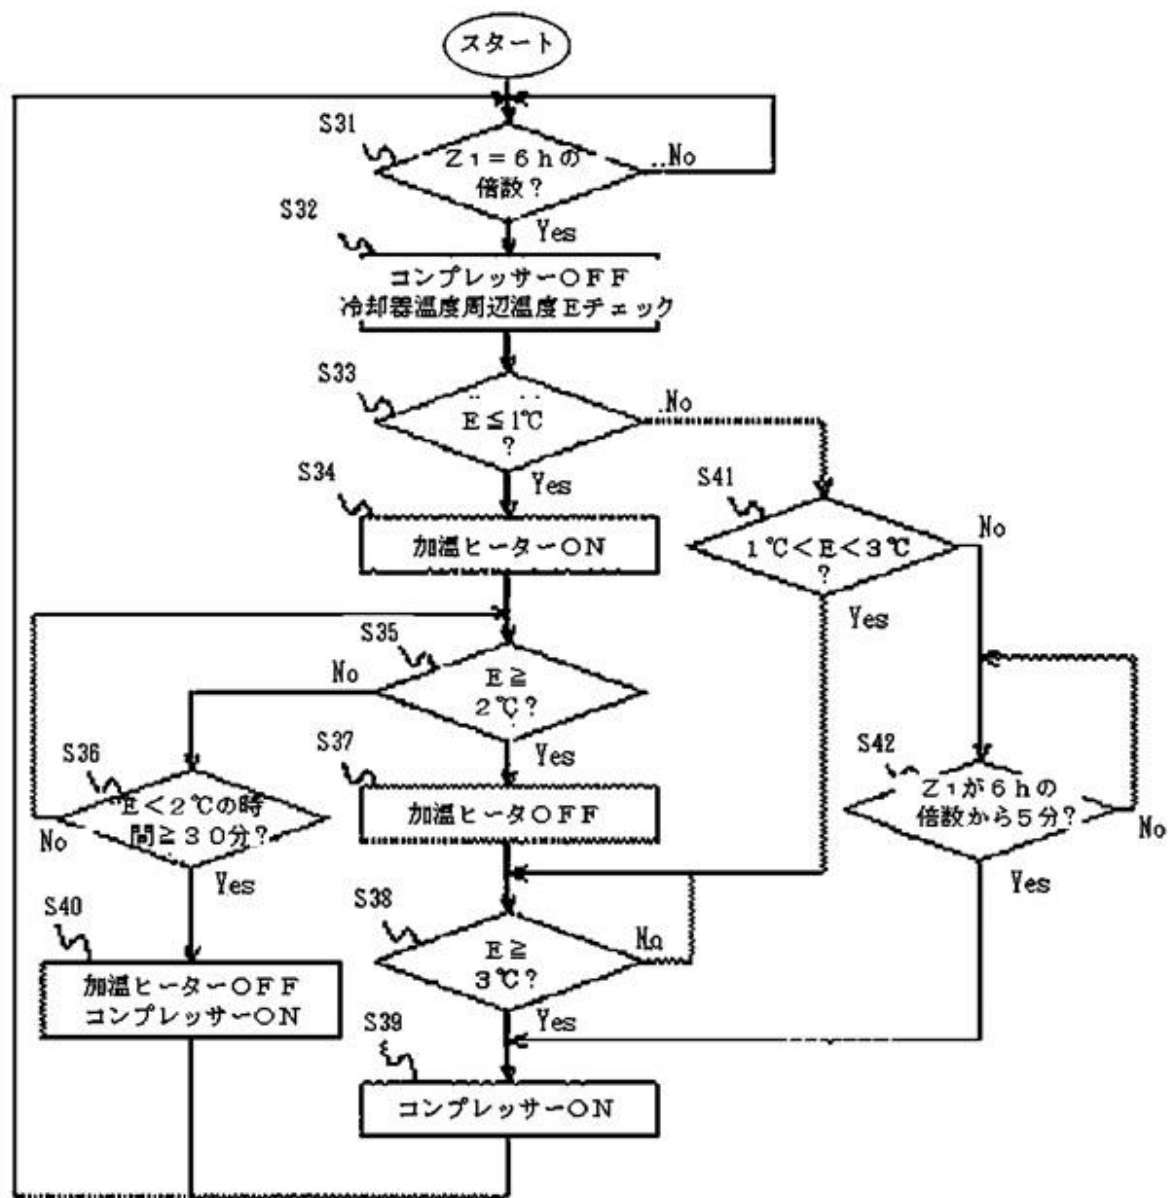 スタート
S31
Z1=6hの
倍数?
No
Yes
S32
コンプレッサーOFF
冷却器温度周辺温度Eチェック
S33
E≦1℃
?
No
Yes
S34
加温ヒーターON
S41
1℃<E<3℃
?
No
Yes
S35
E≧
2℃?
No
Yes
S36
E<2℃の時
間≧30分?
No
Yes
S37
加温ヒータOFF
S42
Z1が6hの
倍数から5分?
No
Yes
S38
E≧
3℃?
No
Yes
S40
加温ヒーターOFF
コンプレッサーON
S39
コンプレッサーON